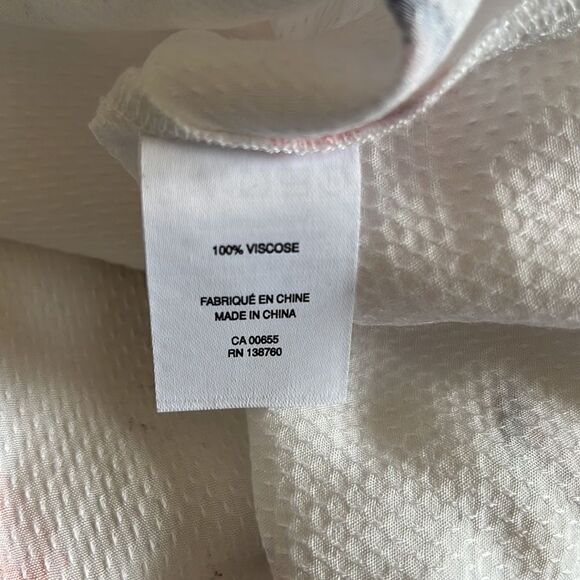 100% VISCOSE
FABRIQUÉ EN CHINE
MADE IN CHINA
CA 00655
RN 138760